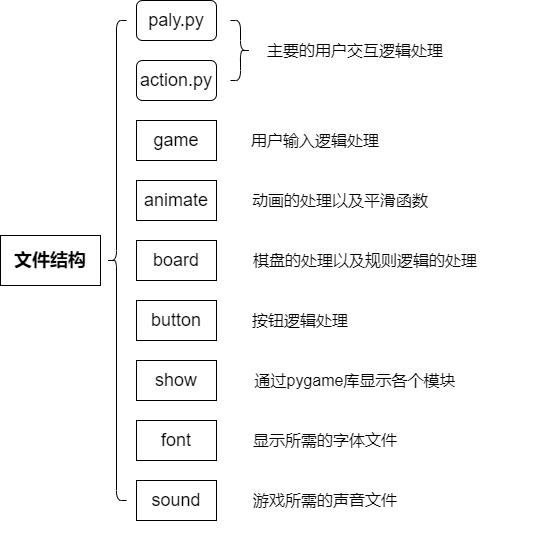 paly.py
主要的用户交互逻辑处理
action.py
game 用户输入逻辑处理
animate 动画的处理以及平滑函数
文件结构
board 棋盘的处理以及规则逻辑的处理
button 按钮逻辑处理
show 通过pygame库显示各个模块
font 显示所需的字体文件
sound 游戏所需的声音文件